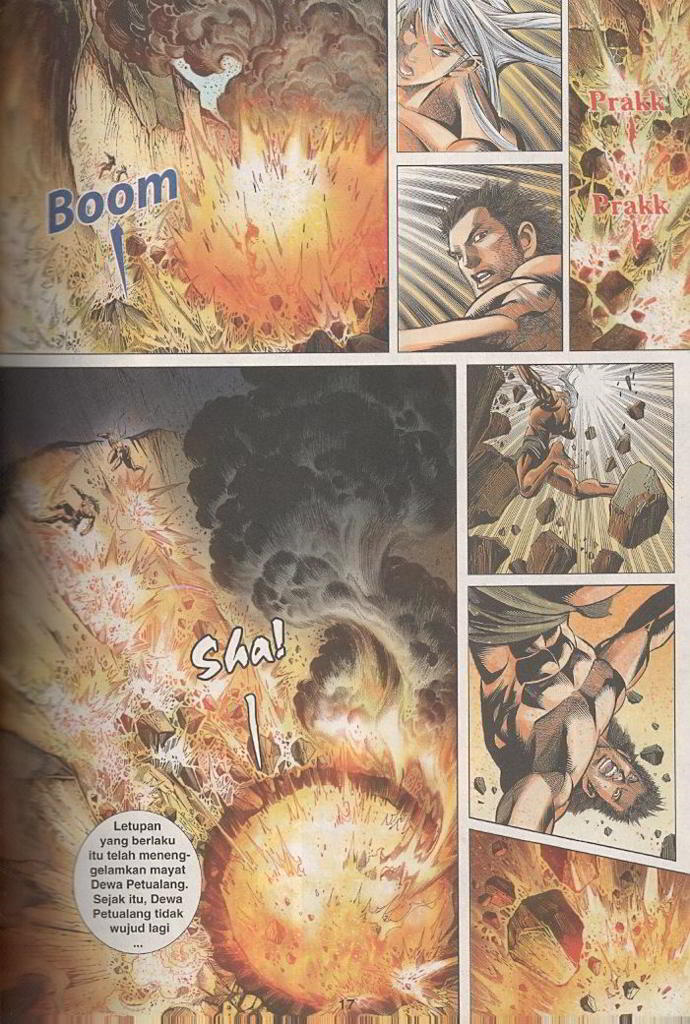 Boom
Prakk
Prakk
Sha!
Letupan
yang berlaku
itu telah meneng-
gelamkan mayat
Dewa Petualang.
Sejak itu, Dewa
Petualang tidak
wujud lagi
...
17